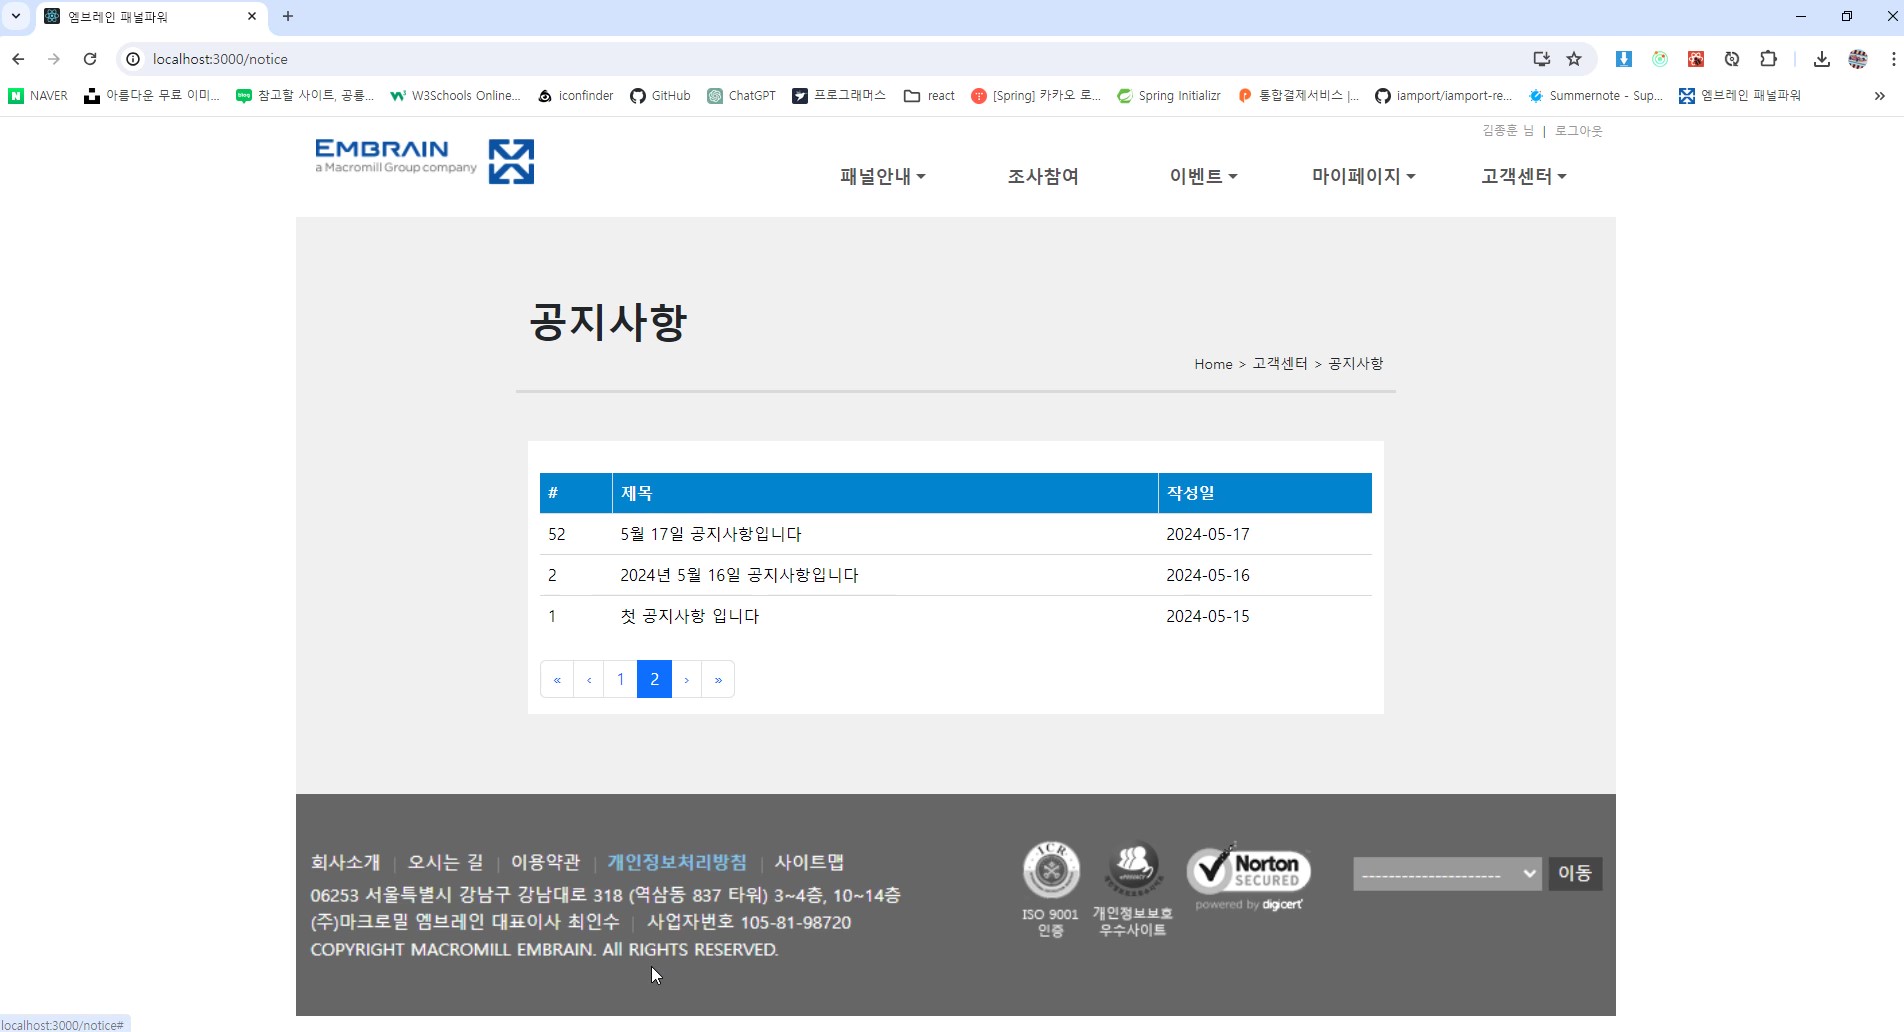 엠브레인 패널파워
localhost:3000/notice
NAVER 아름다운 무료 이미... 참고할 사이트, 공룡... W3Schools Online... iconfinder GitHub ChatGPT 프로그래머스 react [Spring] 카카오 로... Spring Initializr 통합결제서비스 |... iamport/iamport-re... Summernote - Sup... 엠브레인 패널파워 »
김종훈 님 | 로그아웃
EMBRAIN
a Macromill Group company
패널안내 조사참여 이벤트 마이페이지 고객센터
공지사항
Home > 고객센터 > 공지사항
# 제목 작성일
52 5월 17일 공지사항입니다 2024-05-17
2 2024년 5월 16일 공지사항입니다 2024-05-16
1 첫 공지사항 입니다 2024-05-15
« ‹ 1 2 › »
회사소개 | 오시는 길 | 이용약관 | 개인정보처리방침 | 사이트맵
06253 서울특별시 강남구 강남대로 318 (역삼동 837 타워) 3~4층, 10~14층
(주)마크로밀 엠브레인 대표이사 최인수 | 사업자번호 105-81-98720
COPYRIGHT MACROMILL EMBRAIN. All RIGHTS RESERVED.
ICR
ISO 9001
인증
ePRIVACY
개인정보보호
우수사이트
Norton
SECURED
powered by digicert
--------------------- 이동
localhost:3000/notice#